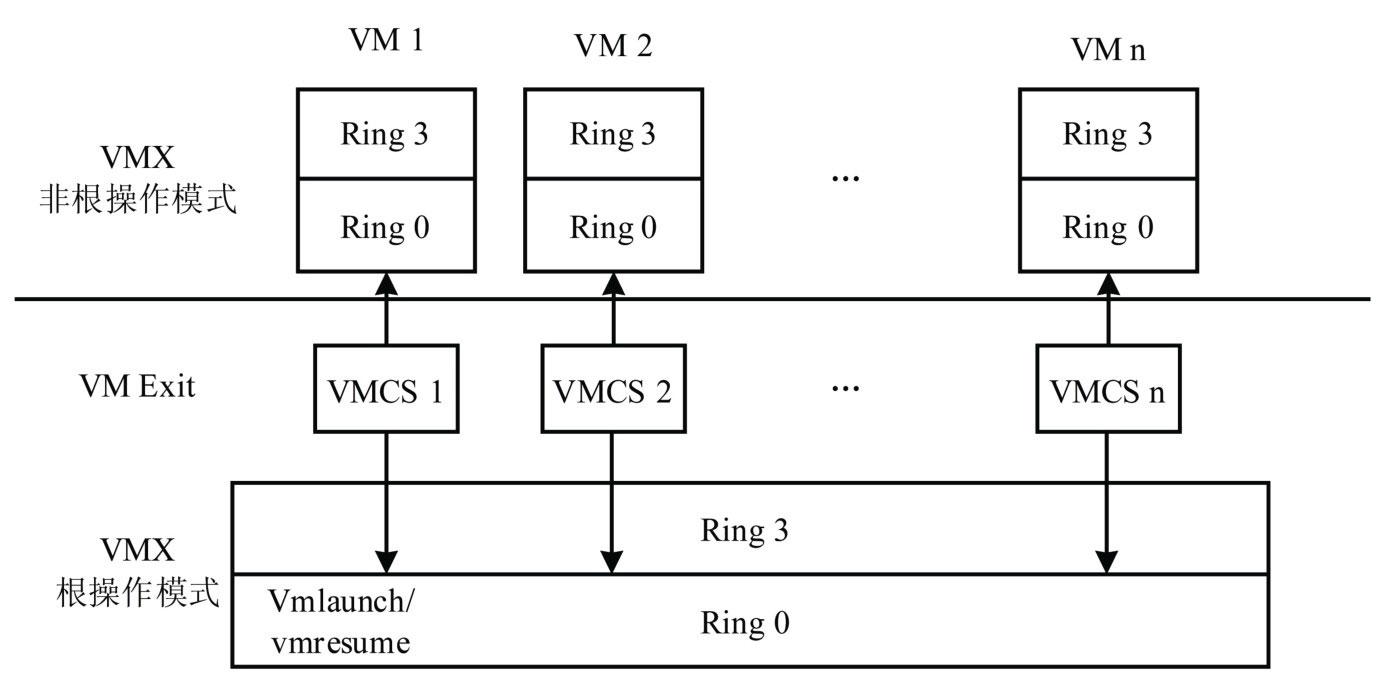 VM 1
VM 2
VM n
VMX
非根操作模式
Ring 3
Ring 3
...
Ring 3
Ring 0
Ring 0
Ring 0
VM Exit
VMCS 1
VMCS 2
...
VMCS n
VMX
根操作模式
Ring 3
Vmlaunch/
vmresume
Ring 0